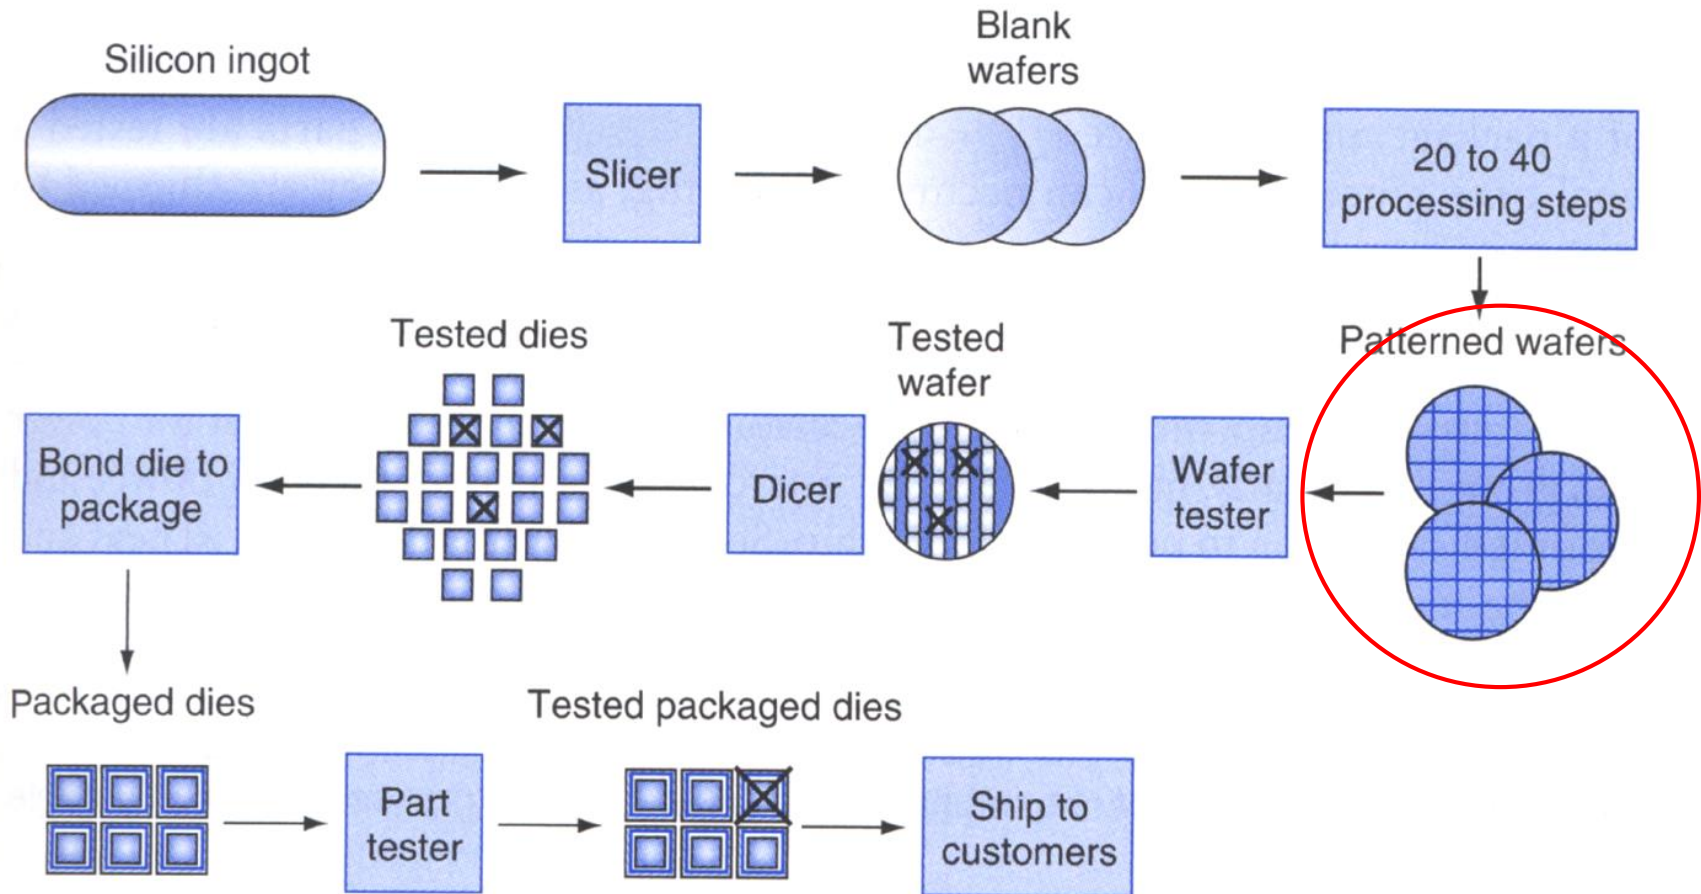 Silicon ingot
Slicer
Blank
wafers
20 to 40
processing steps
Patterned wafers
Wafer
tester
Tested
wafer
Dicer
Tested dies
Bond die to
package
Packaged dies
Part
tester
Tested packaged dies
Ship to
customers